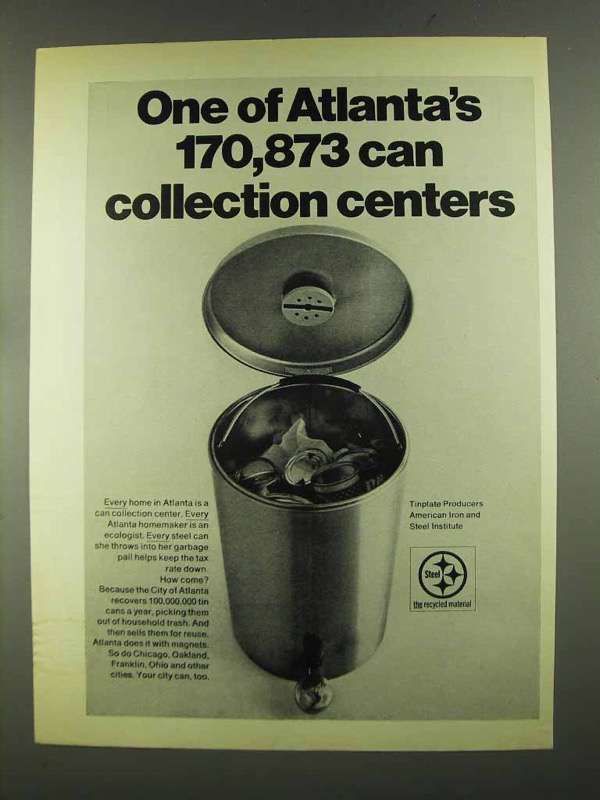 One of Atlanta's
170,873 can
collection centers
Every home in Atlanta is a
can collection center. Every
Atlanta homemaker is an
ecologist. Every steel can
she throws into her garbage
pail helps keep the tax
rate down.
How come?
Because the City of Atlanta
recovers 100,000,000 tin
cans a year, picking them
out of household trash. And
then sells them for reuse.
Atlanta does it with magnets.
So do Chicago, Oakland,
Franklin, Ohio and other
cities. Your city can, too.
Tinplate Producers
American Iron and
Steel Institute
Steel
the recycled material